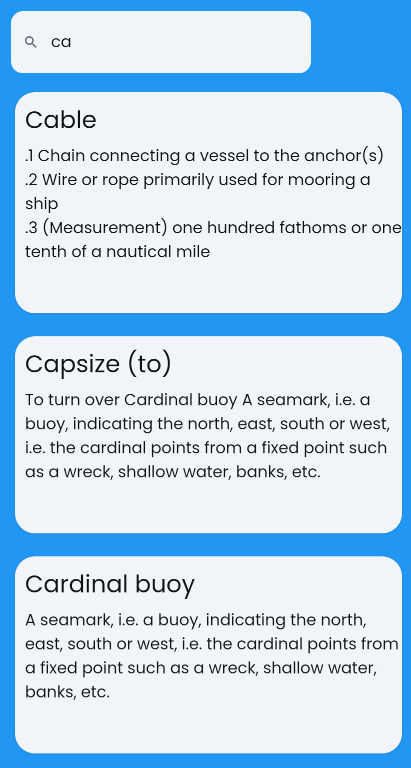 ca
Cable
.1 Chain connecting a vessel to the anchor(s)
.2 Wire or rope primarily used for mooring a
ship
.3 (Measurement) one hundred fathoms or one
tenth of a nautical mile
Capsize (to)
To turn over Cardinal buoy A seamark, i.e. a
buoy, indicating the north, east, south or west,
i.e. the cardinal points from a fixed point such
as a wreck, shallow water, banks, etc.
Cardinal buoy
A seamark, i.e. a buoy, indicating the north,
east, south or west, i.e. the cardinal points from
a fixed point such as a wreck, shallow water,
banks, etc.